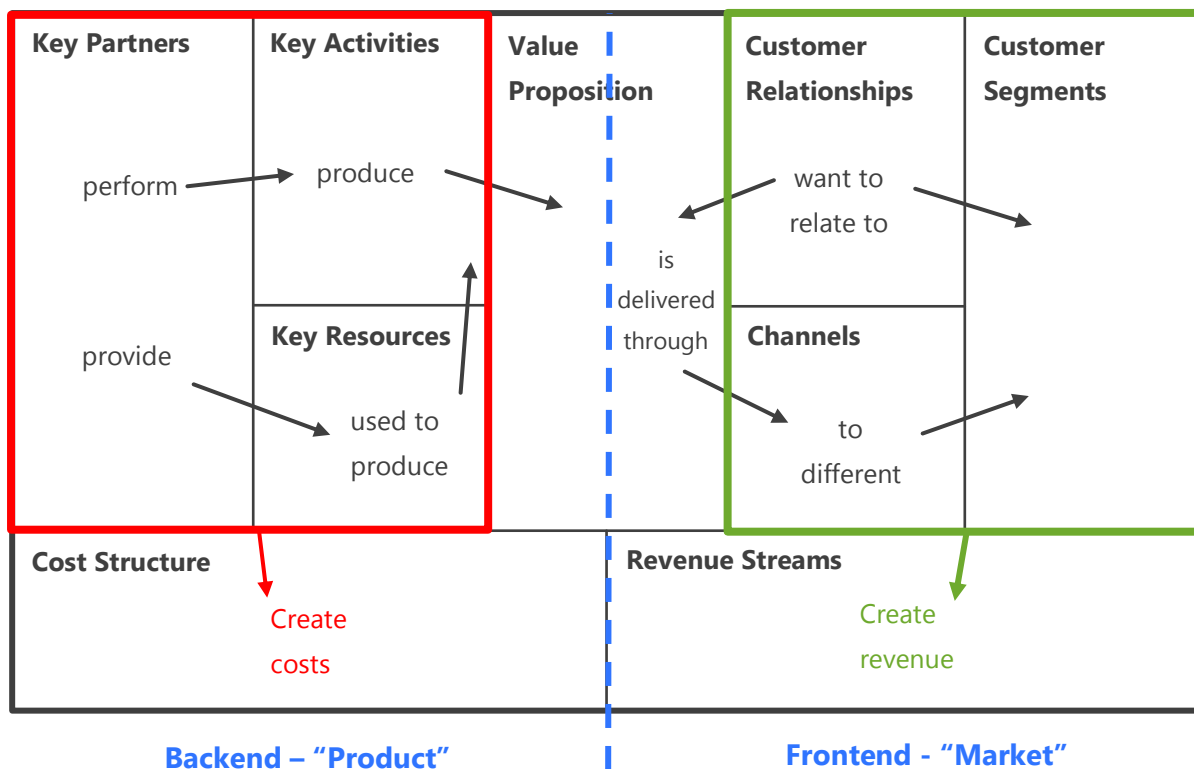 Key Partners
perform
provide
Key Activities
produce
Key Resources
used to
produce
Value
Proposition
is
delivered
through
Customer
Relationships
want to
relate to
Channels
to
different
Customer
Segments
Cost Structure
Create
costs
Revenue Streams
Create
revenue
Backend – “Product”
Frontend - “Market”